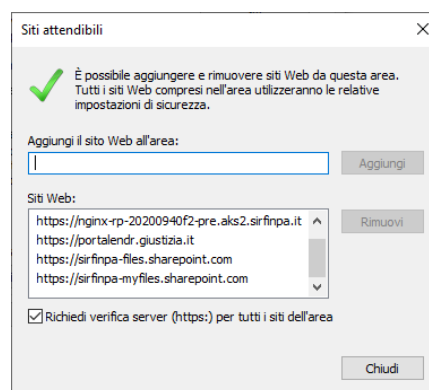 Siti attendibili
È possibile aggiungere e rimuovere siti Web da questa area.
Tutti i siti Web compresi nell'area utilizzeranno le relative
impostazioni di sicurezza.
Aggiungi il sito Web all'area:
Aggiungi
Siti Web:
https://nginx-rp-20200940f2-pre.aks2.sirfinpa.it
Rimuovi
https://portalendr.giustizia.it
https://sirfinpa-files.sharepoint.com
https://sirfinpa-myfiles.sharepoint.com
Richiedi verifica server (https:) per tutti i siti dell'area
Chiudi